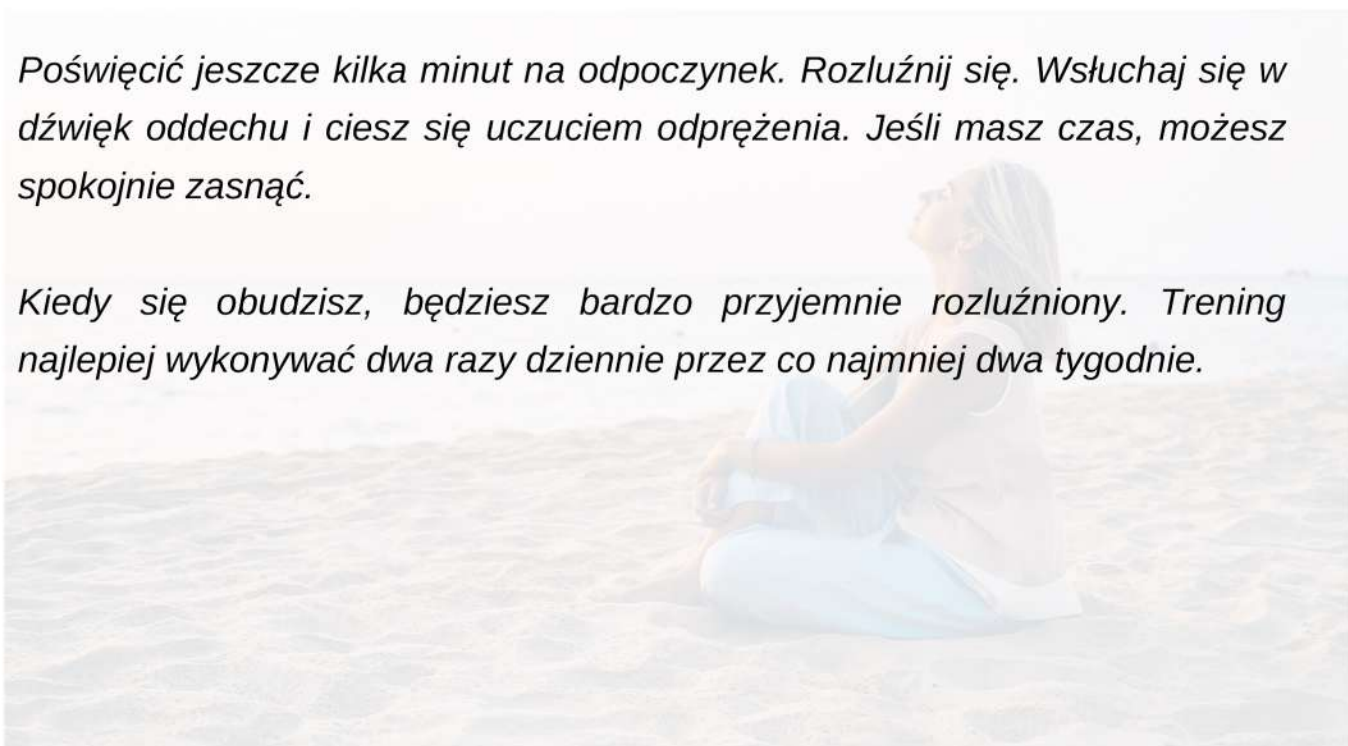 Poświęcić jeszcze kilka minut na odpoczynek. Rozluźnij się. Wsłuchaj się w
dźwięk oddechu i ciesz się uczuciem odprężenia. Jeśli masz czas, możesz
spokojnie zasnąć.
Kiedy się obudzisz, będziesz bardzo przyjemnie rozluźniony. Trening
najlepiej wykonywać dwa razy dziennie przez co najmniej dwa tygodnie.